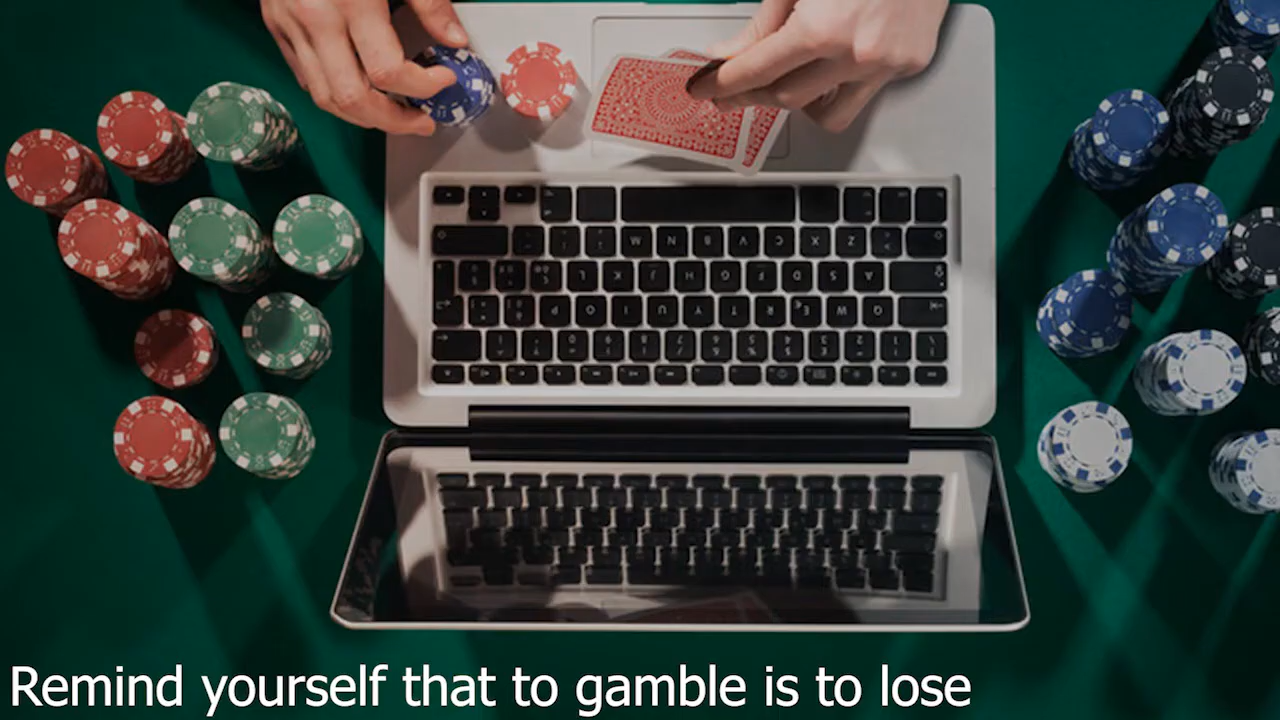 Q W E R T Y U I O P
A S D F G H J K L
Z X C V B N M
Remind yourself that to gamble is to lose